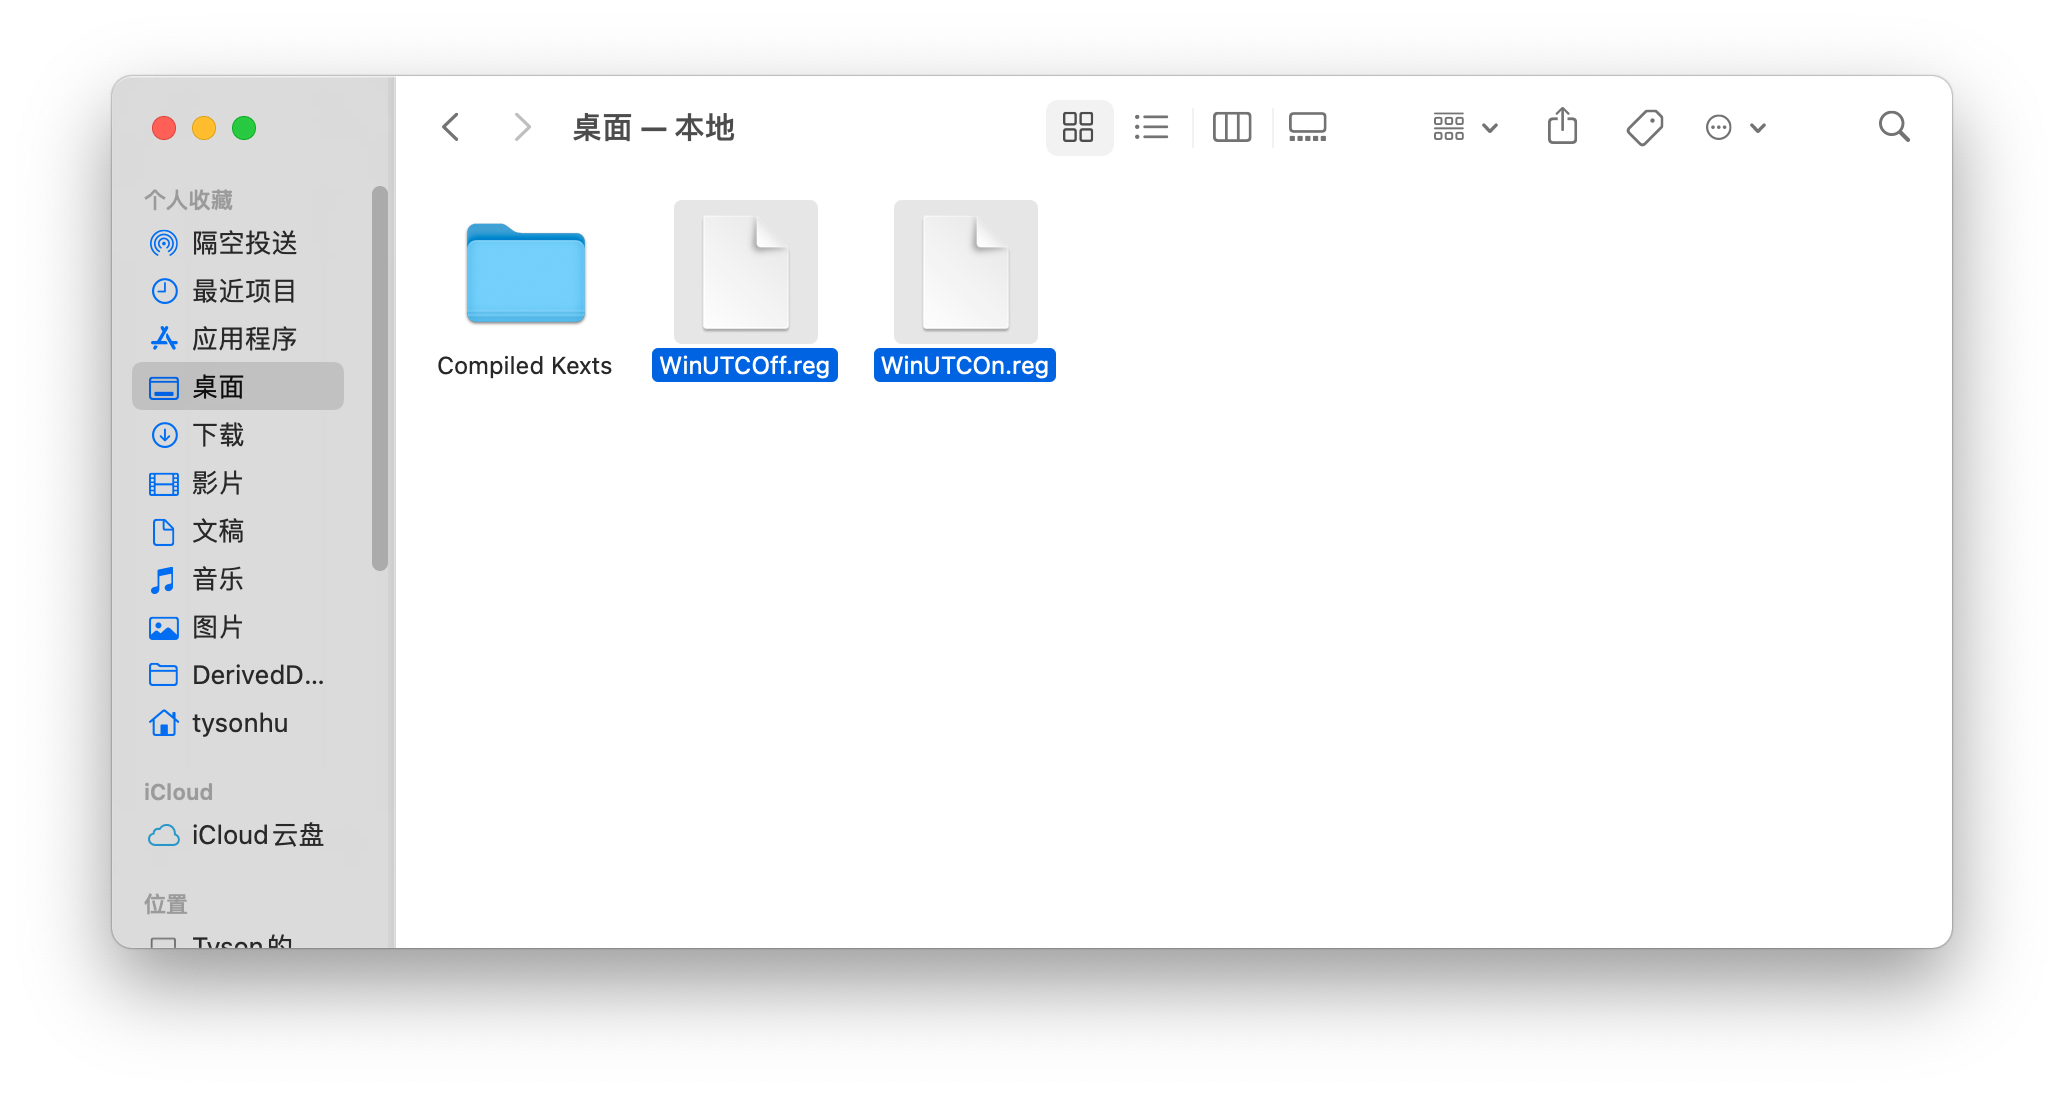 桌面 — 本地
个人收藏
隔空投送
最近项目
应用程序
桌面
下载
影片
文稿
音乐
图片
DerivedD...
tysonhu
iCloud
iCloud云盘
位置
Tyson的
Compiled Kexts
WinUTCOff.reg
WinUTCOn.reg